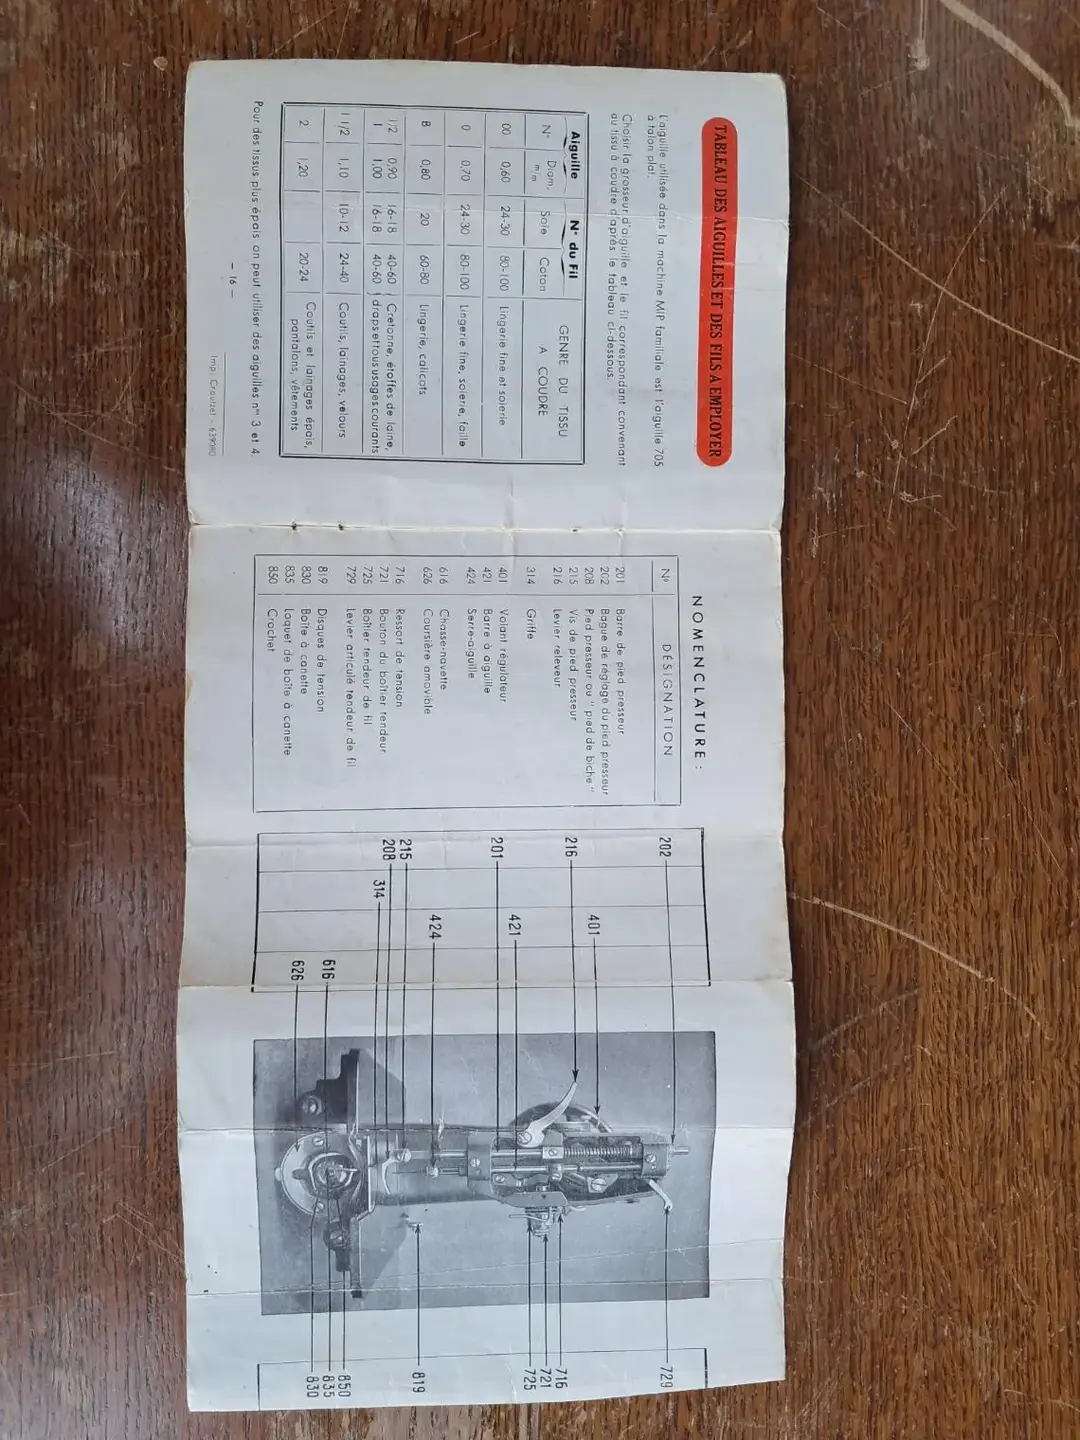 TABLEAU DES AIGUILLES ET DES FILS A EMPLOYER
L'aiguille utilisée dans la machine MIP familiale est l'aiguille 705
à talon plat.
Choisir la grosseur d'aiguille et le fil correspondant convenant
au tissu à coudre d'après le tableau ci-dessous.
Aiguille N° du Fil GENRE DU TISSU
N° Diam. m/m Soie Coton A COUDRE
00 0,60 24-30 80-100 Lingerie fine et soierie
0 0,70 24-30 80-100 Lingerie fine, soierie, faille
B 0,80 20 60-80 Lingerie, calicots
1/2 0,90 16-18 40-60 Cretonne, étoffes de laine,
1 1,00 16-18 40-60 draps et tous usages courants
1 1/2 1,10 10-12 24-40 Coutils, lainages, velours
2 1,20 20-24 Coutils et lainages épais,
pantalons, vêtements
Pour des tissus plus épais on peut utiliser des aiguilles nos 3 et 4.
— 16 —
Imp. Crouzet - 6390HO
NOMENCLATURE :
N° DÉSIGNATION
201 Barre de pied presseur
202 Bague de réglage du pied presseur
208 Pied presseur ou " pied de biche "
215 Vis de pied presseur
216 Levier releveur
314 Griffe
401 Volant régulateur
421 Barre à aiguille
424 Serre-aiguille
616 Chasse-navette
626 Coursière amovible
716 Ressort de tension
721 Bouton du boîtier tendeur
725 Boîtier tendeur de fil
729 Levier articulé tendeur de fil
819 Disques de tension
830 Boîte à canette
835 Loquet de boîte à canette
850 Crochet
202
401
216
421
201
424
215
208
314
616
626
729
716
721
725
819
850
835
830